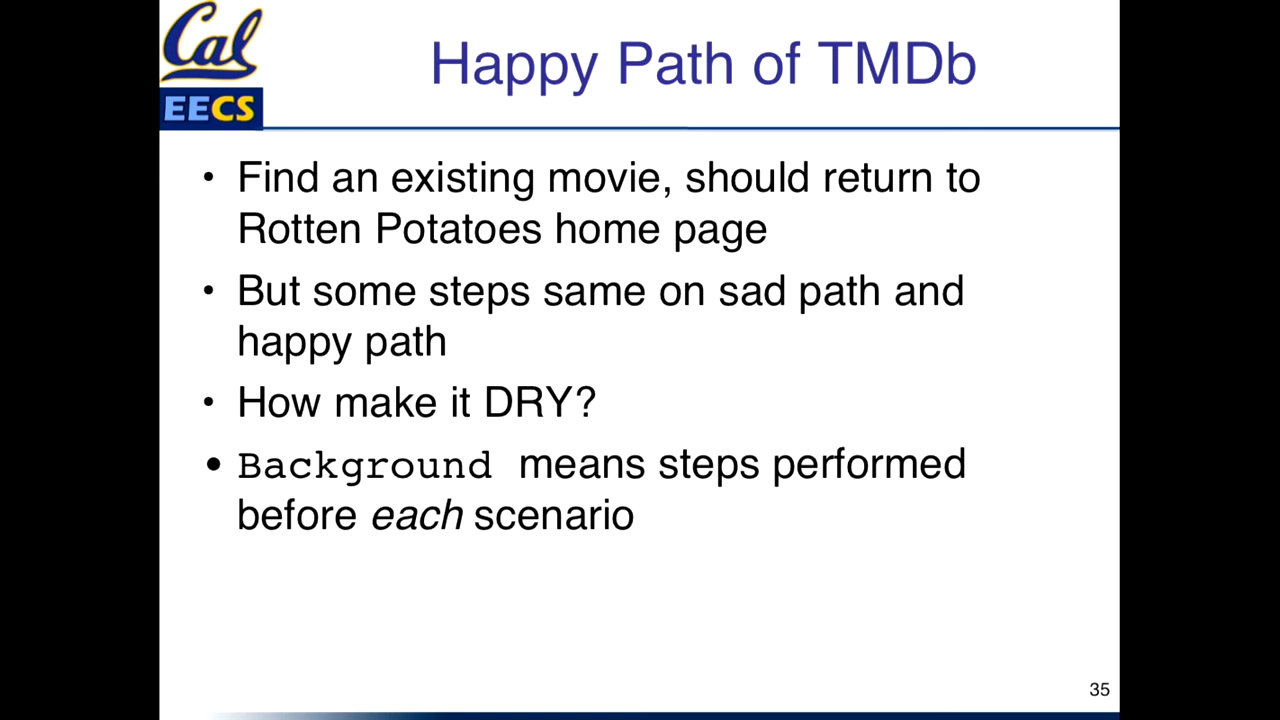 Cal
EECS
Happy Path of TMDb
• Find an existing movie, should return to
Rotten Potatoes home page
• But some steps same on sad path and
happy path
• How make it DRY?
• Background means steps performed
before each scenario
35